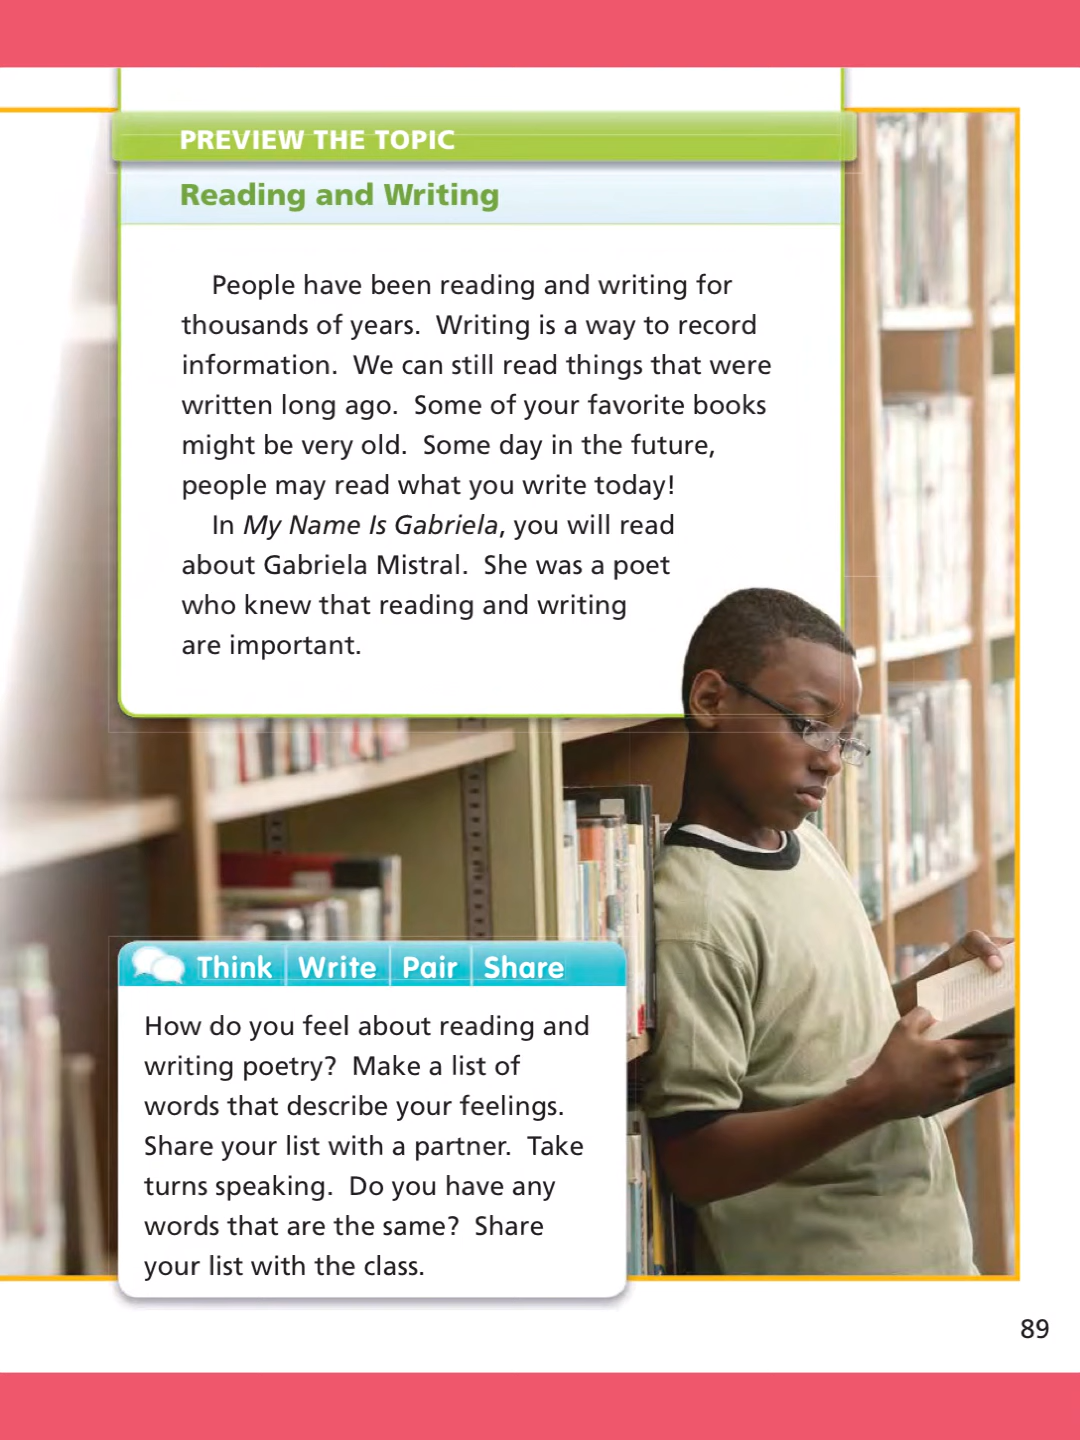 PREVIEW THE TOPIC
Reading and Writing
People have been reading and writing for
thousands of years. Writing is a way to record
information. We can still read things that were
written long ago. Some of your favorite books
might be very old. Some day in the future,
people may read what you write today!
In My Name Is Gabriela, you will read
about Gabriela Mistral. She was a poet
who knew that reading and writing
are important.
Think Write Pair Share
How do you feel about reading and
writing poetry? Make a list of
words that describe your feelings.
Share your list with a partner. Take
turns speaking. Do you have any
words that are the same? Share
your list with the class.
89